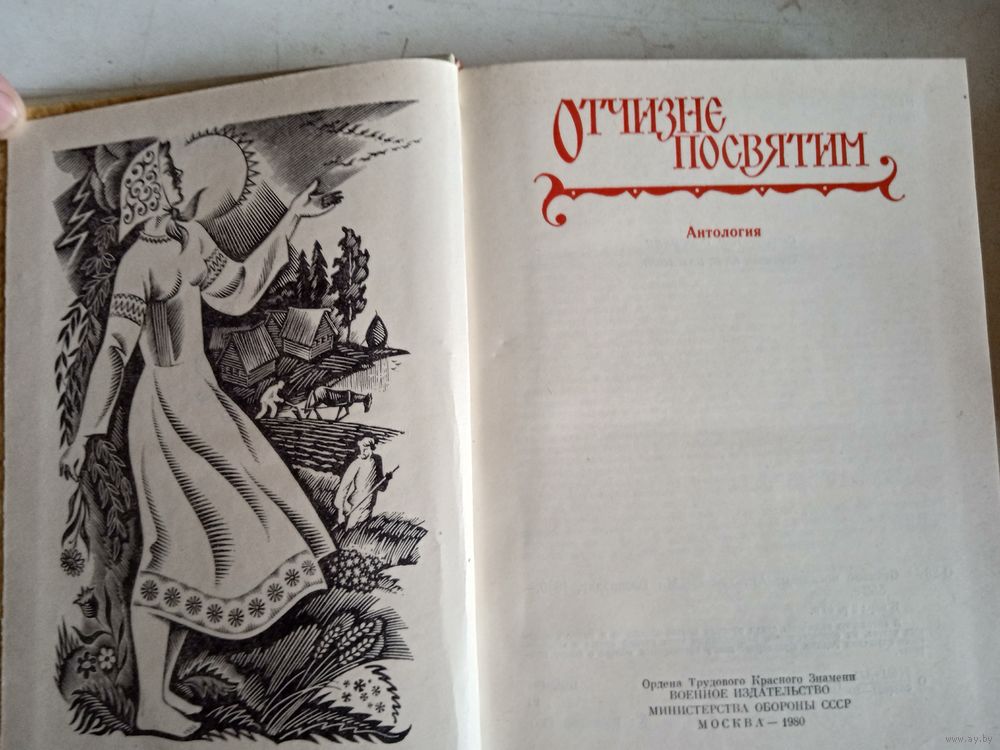 ОТЧИЗНЕ
ПОСВЯТИМ
Антология
Ордена Трудового Красного Знамени
ВОЕННОЕ ИЗДАТЕЛЬСТВО
МИНИСТЕРСТВА ОБОРОНЫ СССР
МОСКВА — 1980
www.ay.by